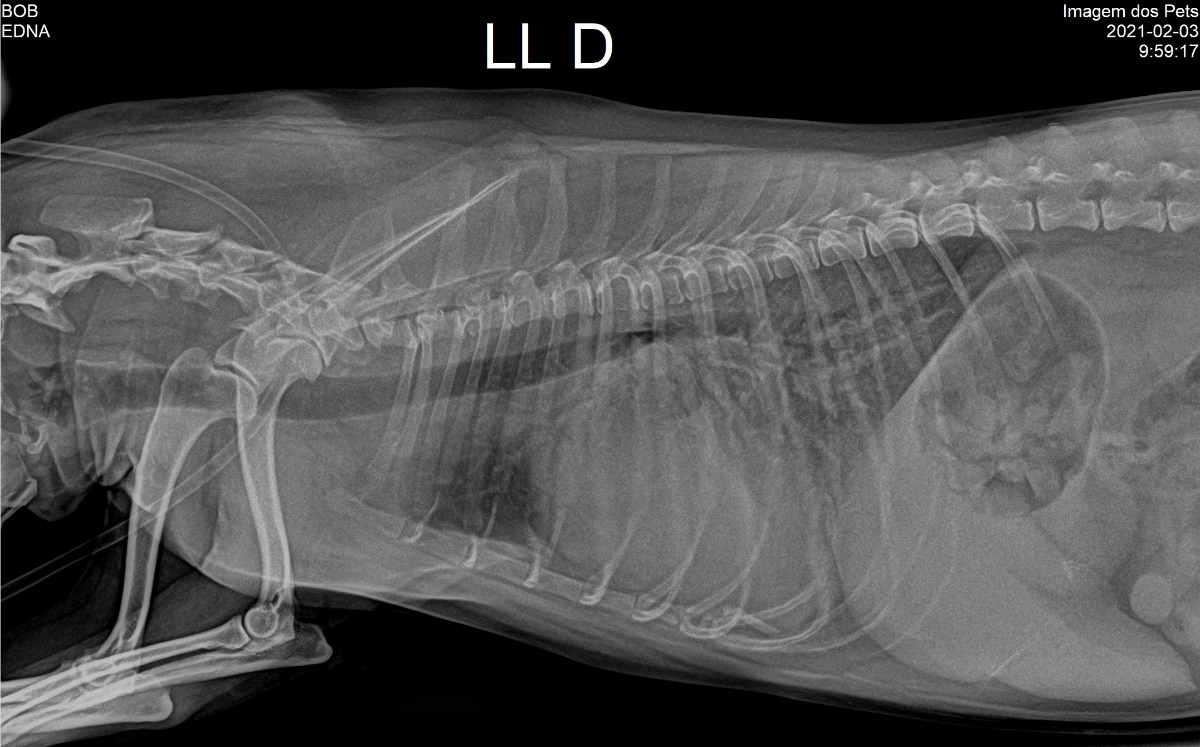 BOB
EDNA
LL D
Imagem dos Pets
2021-02-03
9:59:17